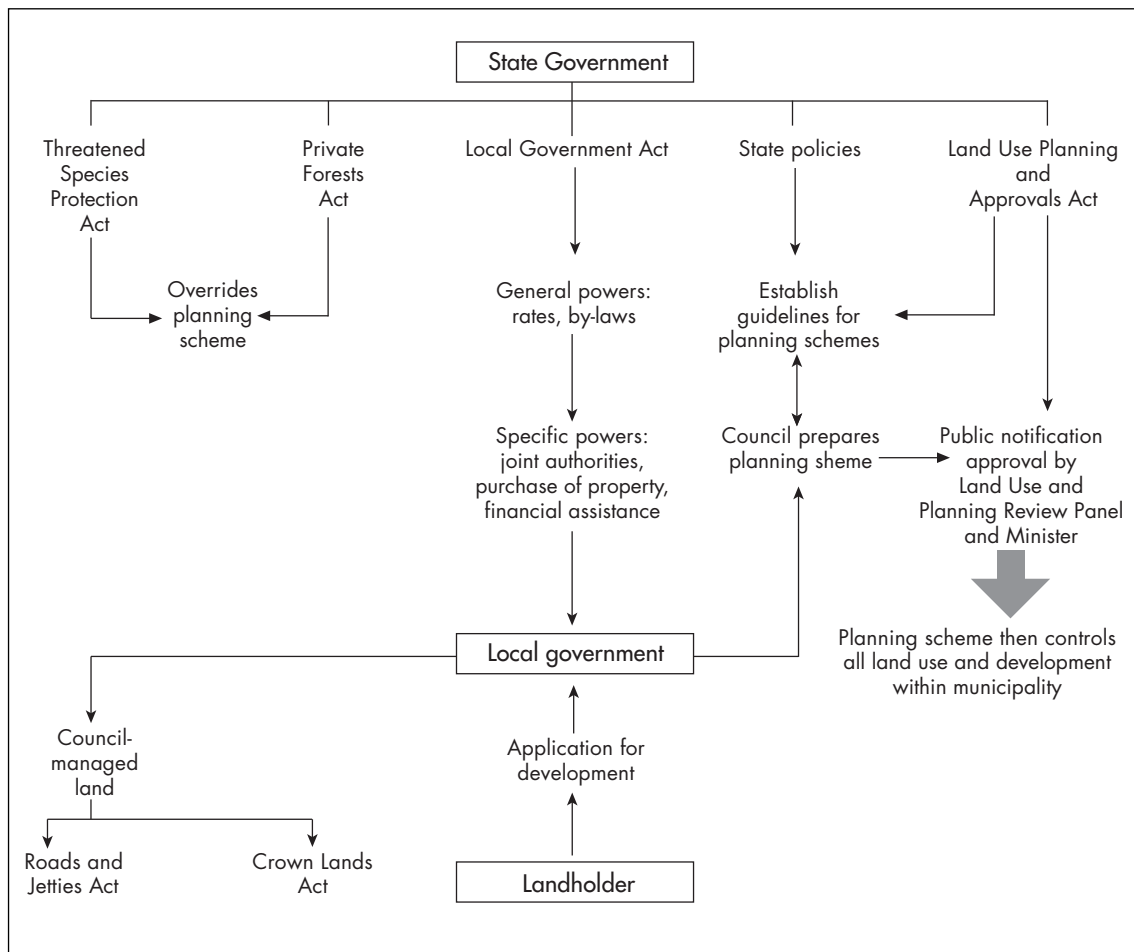 State Government
Threatened
Species
Protection
Act
Private
Forests
Act
Local Government Act
State policies
Land Use Planning
and
Approvals Act
Overrides
planning
scheme
General powers:
rates, by-laws
Establish
guidelines for
planning schemes
Specific powers:
joint authorities,
purchase of property,
financial assistance
Council prepares
planning sheme
Public notification
approval by
Land Use and
Planning Review Panel
and Minister
Planning scheme then controls
all land use and development
within municipality
Local government
Council-
managed
land
Application for
development
Roads and
Jetties Act
Crown Lands
Act
Landholder